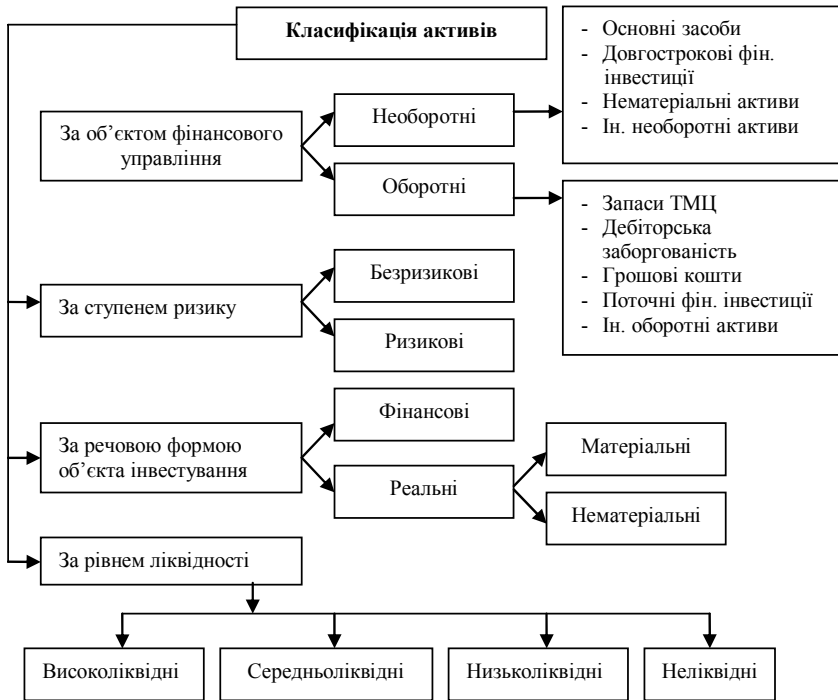 Класифікація активів
За об’єктом фінансового
управління
Необоротні
- Основні засоби
- Довгострокові фін.
інвестиції
- Нематеріальні активи
- Ін. необоротні активи
Оборотні
- Запаси ТМЦ
- Дебіторська
заборгованість
- Грошові кошти
- Поточні фін. інвестиції
- Ін. оборотні активи
За ступенем ризику
Безризикові
Ризикові
За речовою формою
об’єкта інвестування
Фінансові
Реальні
Матеріальні
Нематеріальні
За рівнем ліквідності
Високоліквідні
Середньоліквідні
Низьколіквідні
Неліквідні